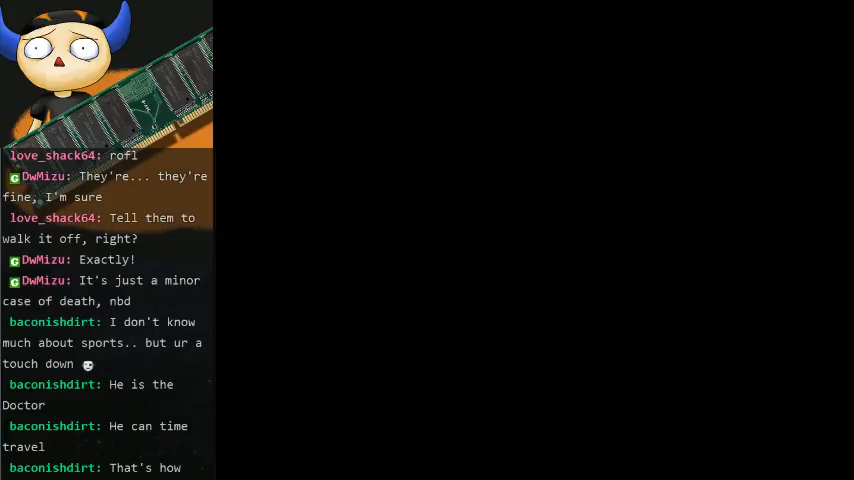 love_shack64: rofl
G DwMizu: They're... they're
fine, I'm sure
love_shack64: Tell them to
walk it off, right?
G DwMizu: Exactly!
G DwMizu: It's just a minor
case of death, nbd
baconishdirt: I don't know
much about sports.. but ur a
touch down
baconishdirt: He is the
Doctor
baconishdirt: He can time
travel
baconishdirt: That's how